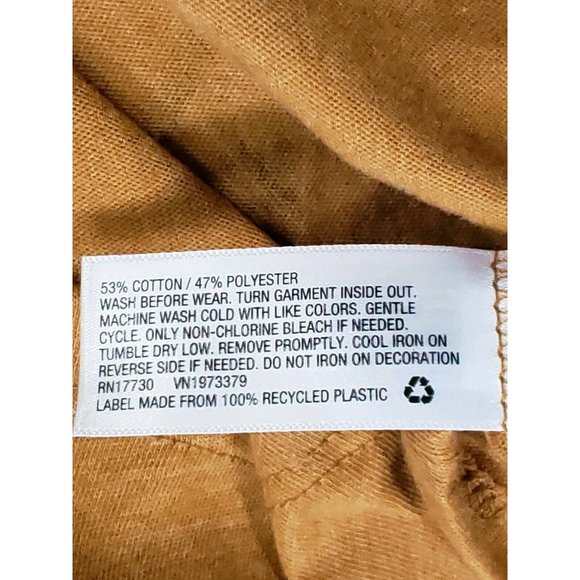 53% COTTON / 47% POLYESTER
WASH BEFORE WEAR. TURN GARMENT INSIDE OUT.
MACHINE WASH COLD WITH LIKE COLORS. GENTLE
CYCLE. ONLY NON-CHLORINE BLEACH IF NEEDED.
TUMBLE DRY LOW. REMOVE PROMPTLY. COOL IRON ON
REVERSE SIDE IF NEEDED. DO NOT IRON ON DECORATION
RN17730 VN1973379
LABEL MADE FROM 100% RECYCLED PLASTIC